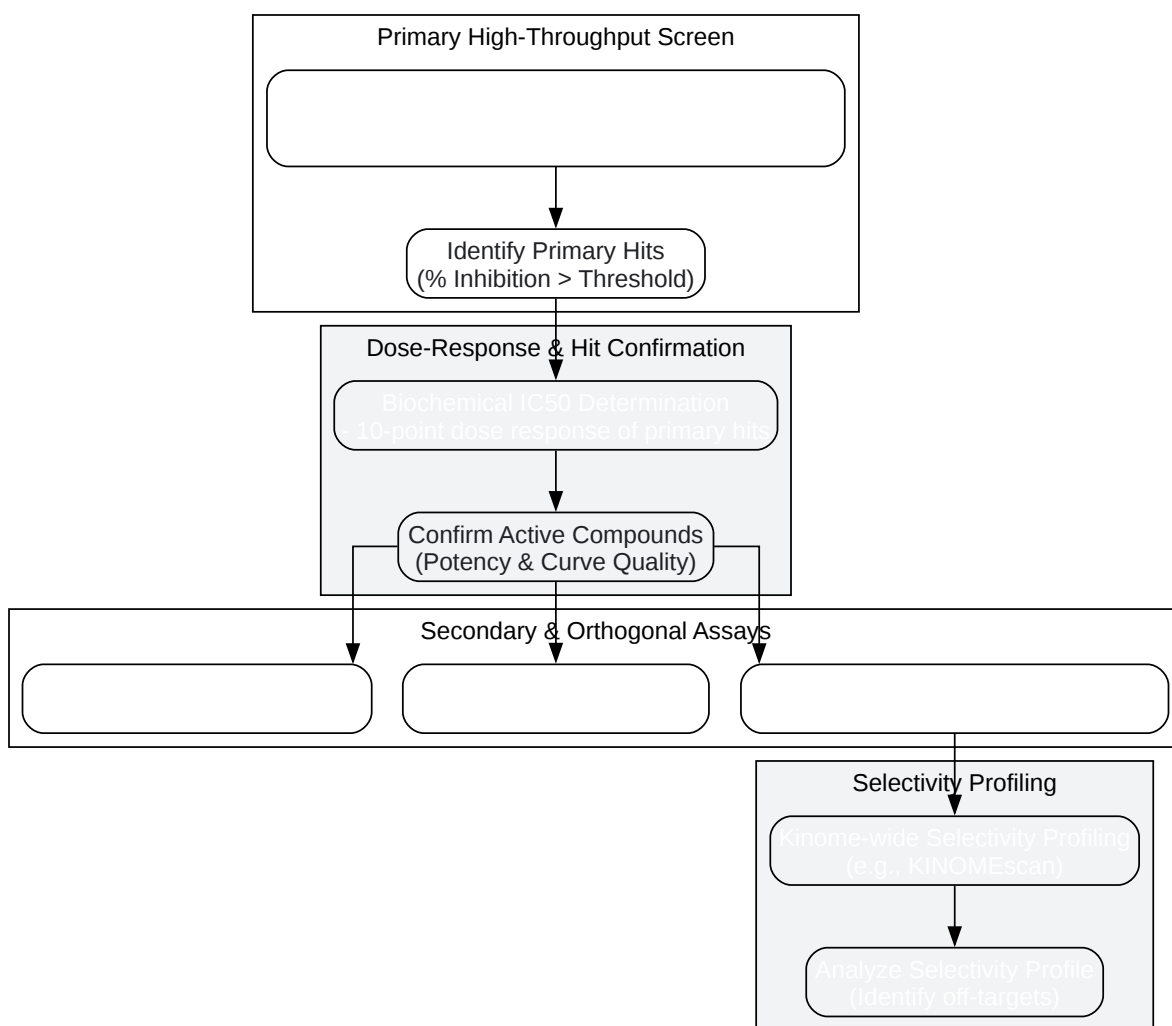 Primary High-Throughput Screen
Identify Primary Hits
(% Inhibition > Threshold)
Dose-Response & Hit Confirmation
Biochemical IC50 Determination
- 10-point dose response of primary hits
Confirm Active Compounds
(Potency & Curve Quality)
Secondary & Orthogonal Assays
Selectivity Profiling
Kinome-wide Selectivity Profiling
(e.g., KINOMEscan)
Analyze Selectivity Profile
(Identify off-targets)